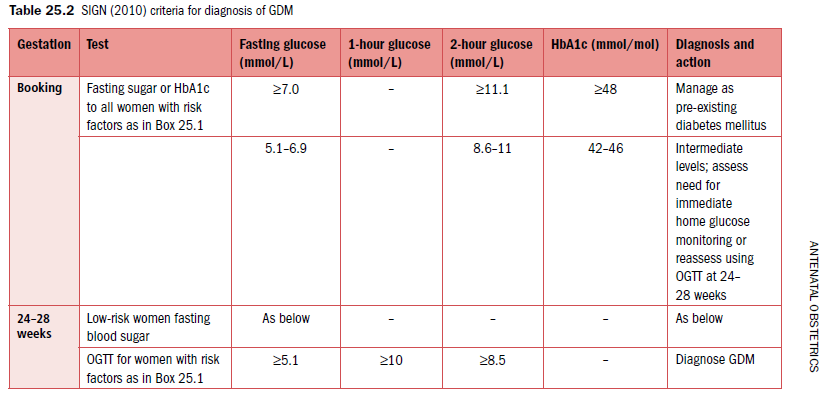 Table 25.2 SIGN (2010) criteria for diagnosis of GDM
Gestation Test Fasting glucose (mmol/L) 1-hour glucose (mmol/L) 2-hour glucose (mmol/L) HbA1c (mmol/mol) Diagnosis and action
Booking
Fasting sugar or HbA1c
to all women with risk
factors as in Box 25.1
≥7.0
–
≥11.1
≥48
Manage as
pre-existing
diabetes mellitus
5.1–6.9
–
8.6–11
42–46
Intermediate
levels; assess
need for
immediate
home glucose
monitoring or
reassess using
OGTT at 24–
28 weeks
24–28
weeks
Low-risk women fasting
blood sugar
As below
–
–
–
As below
OGTT for women with risk
factors as in Box 25.1
≥5.1
≥10
≥8.5
–
Diagnose GDM
ANTENATAL OBSTETRICS